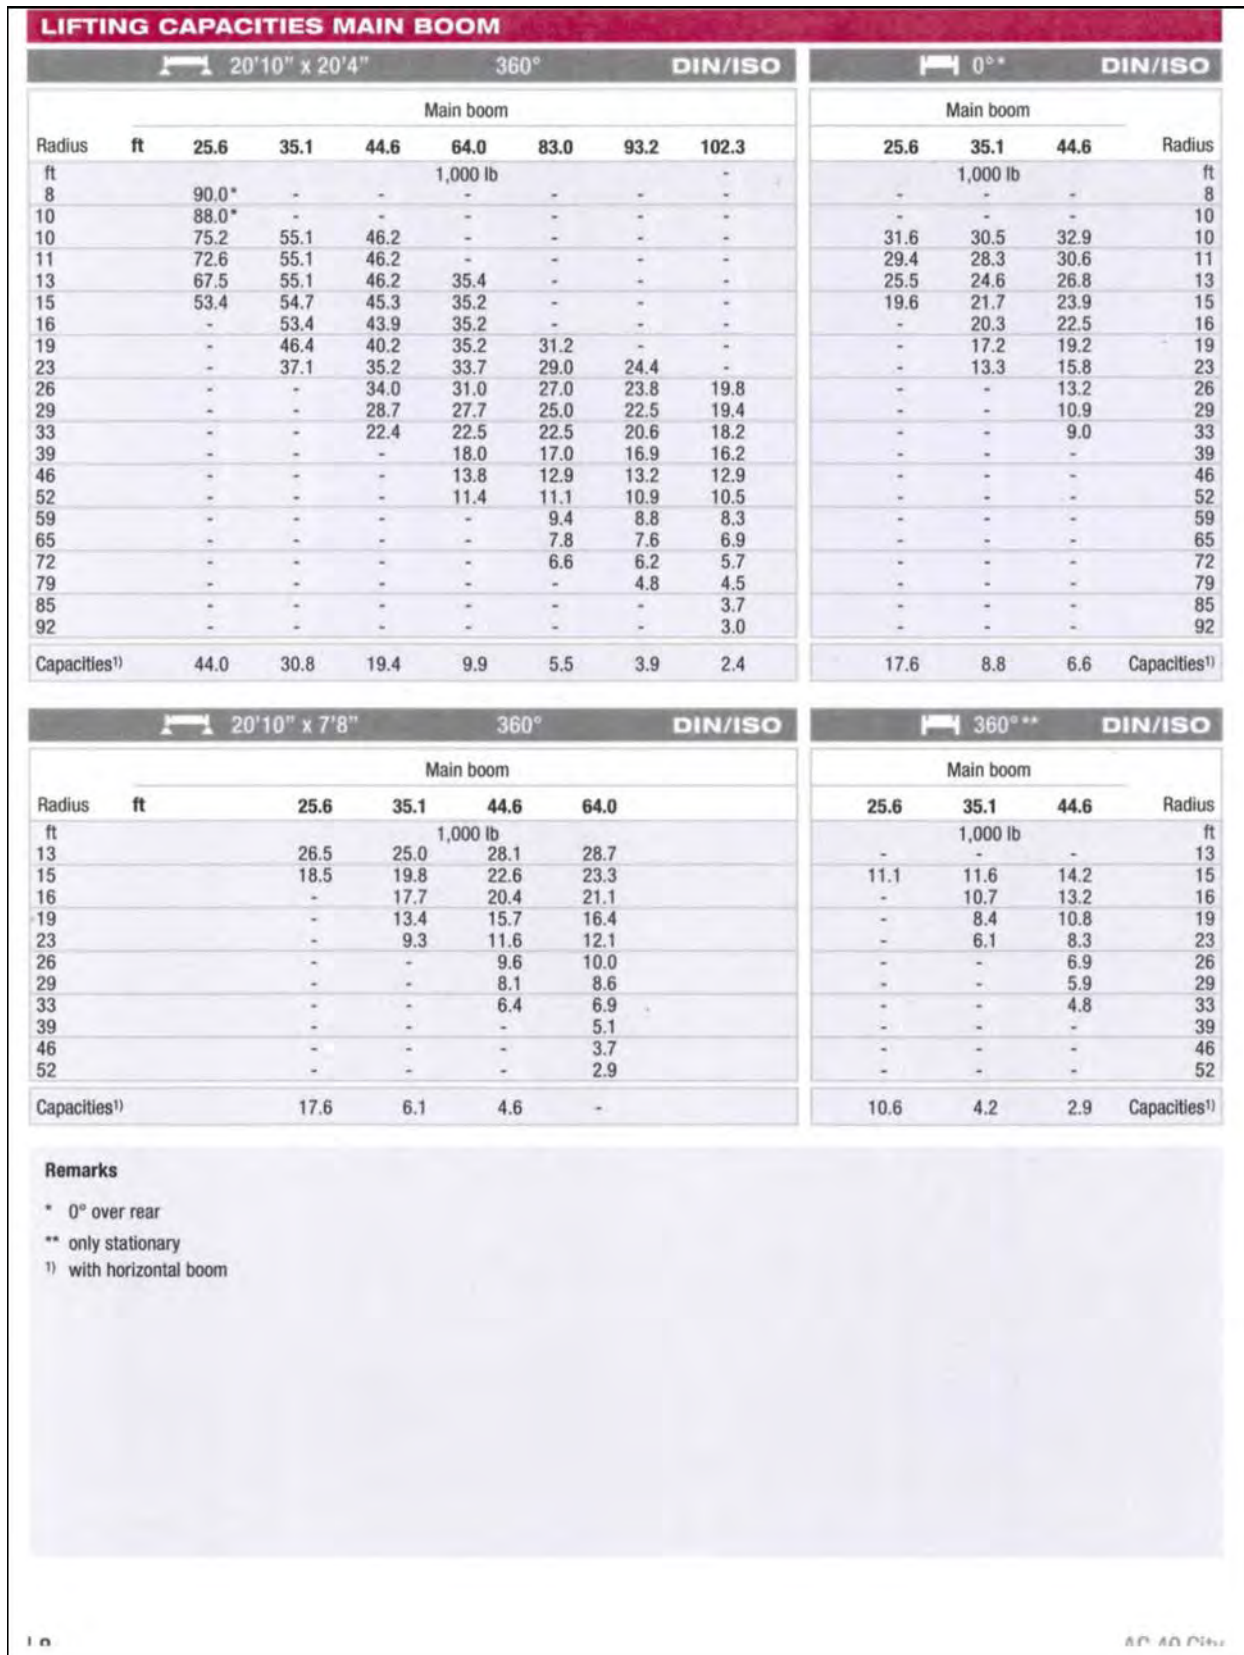 LIFTING CAPACITIES MAIN BOOM
20'10" x 20'4" 360° DIN/ISO 0°* DIN/ISO
Main boom Main boom
Radius ft 25.6 35.1 44.6 64.0 83.0 93.2 102.3 25.6 35.1 44.6 Radius
ft 1,000 lb - 1,000 lb ft
8 90.0* - - - - - - - - - 8
10 88.0* - - - - - - - - - 10
10 75.2 55.1 46.2 - - - - 31.6 30.5 32.9 10
11 72.6 55.1 46.2 - - - - 29.4 28.3 30.6 11
13 67.5 55.1 46.2 35.4 - - - 25.5 24.6 26.8 13
15 53.4 54.7 45.3 35.2 - - - 19.6 21.7 23.9 15
16 - 53.4 43.9 35.2 - - - - 20.3 22.5 16
19 - 46.4 40.2 35.2 31.2 - - - 17.2 19.2 19
23 - 37.1 35.2 33.7 29.0 24.4 - - 13.3 15.8 23
26 - - 34.0 31.0 27.0 23.8 19.8 - - 13.2 26
29 - - 28.7 27.7 25.0 22.5 19.4 - - 10.9 29
33 - - 22.4 22.5 22.5 20.6 18.2 - - 9.0 33
39 - - - 18.0 17.0 16.9 16.2 - - - 39
46 - - - 13.8 12.9 13.2 12.9 - - - 46
52 - - - 11.4 11.1 10.9 10.5 - - - 52
59 - - - - 9.4 8.8 8.3 - - - 59
65 - - - - 7.8 7.6 6.9 - - - 65
72 - - - - 6.6 6.2 5.7 - - - 72
79 - - - - - 4.8 4.5 - - - 79
85 - - - - - - 3.7 - - - 85
92 - - - - - - 3.0 - - - 92
Capacities1) 44.0 30.8 19.4 9.9 5.5 3.9 2.4 17.6 8.8 6.6 Capacities1)
20'10" x 7'8" 360° DIN/ISO 360°** DIN/ISO
Main boom Main boom
Radius ft 25.6 35.1 44.6 64.0 25.6 35.1 44.6 Radius
ft 1,000 lb 1,000 lb ft
13 26.5 25.0 28.1 28.7 - - - 13
15 18.5 19.8 22.6 23.3 11.1 11.6 14.2 15
16 - 17.7 20.4 21.1 - 10.7 13.2 16
19 - 13.4 15.7 16.4 - 8.4 10.8 19
23 - 9.3 11.6 12.1 - 6.1 8.3 23
26 - - 9.6 10.0 - - 6.9 26
29 - - 8.1 8.6 - - 5.9 29
33 - - 6.4 6.9 - - 4.8 33
39 - - - 5.1 - - - 39
46 - - - 3.7 - - - 46
52 - - - 2.9 - - - 52
Capacities1) 17.6 6.1 4.6 - 10.6 4.2 2.9 Capacities1)
Remarks
* 0° over rear
** only stationary
1) with horizontal boom
AC 40 City